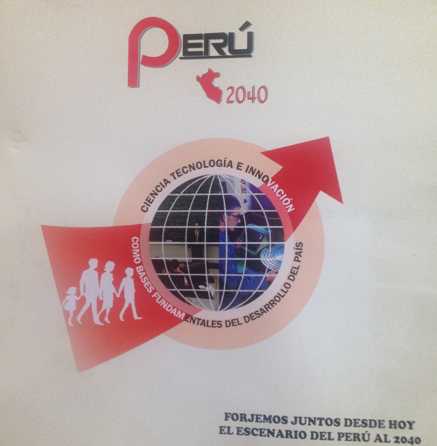 PERÚ
2040
CIENCIA TECNOLOGÍA E INNOVACIÓN
COMO BASES FUNDAMENTALES DEL DESARROLLO DEL PAÍS
FORJEMOS JUNTOS DESDE HOY
EL ESCENARIO DEL PERÚ AL 2040